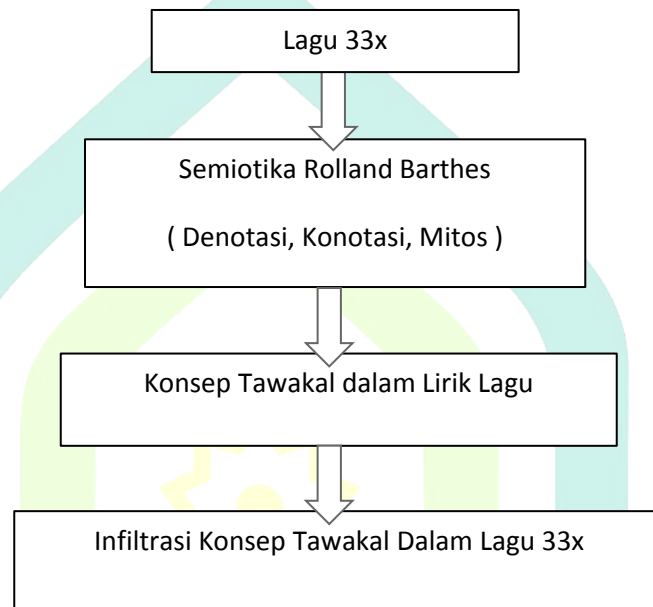 Lagu 33x
Semiotika Rolland Barthes
( Denotasi, Konotasi, Mitos )
Konsep Tawakal dalam Lirik Lagu
Infiltrasi Konsep Tawakal Dalam Lagu 33x